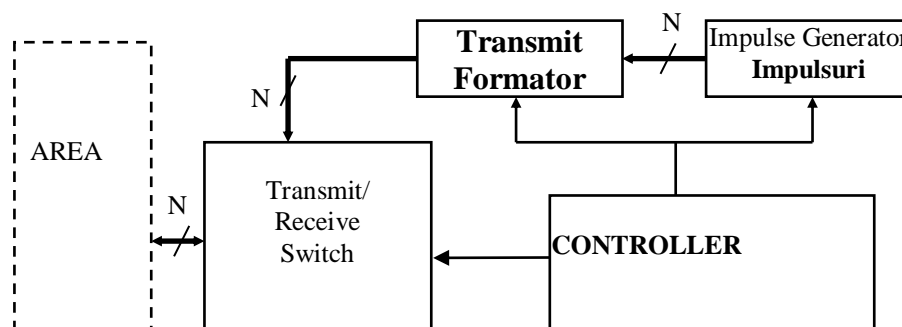 N
Transmit
Formator
Impulse Generator
Impulsuri
N
AREA
Transmit/
Receive
Switch
N
CONTROLLER